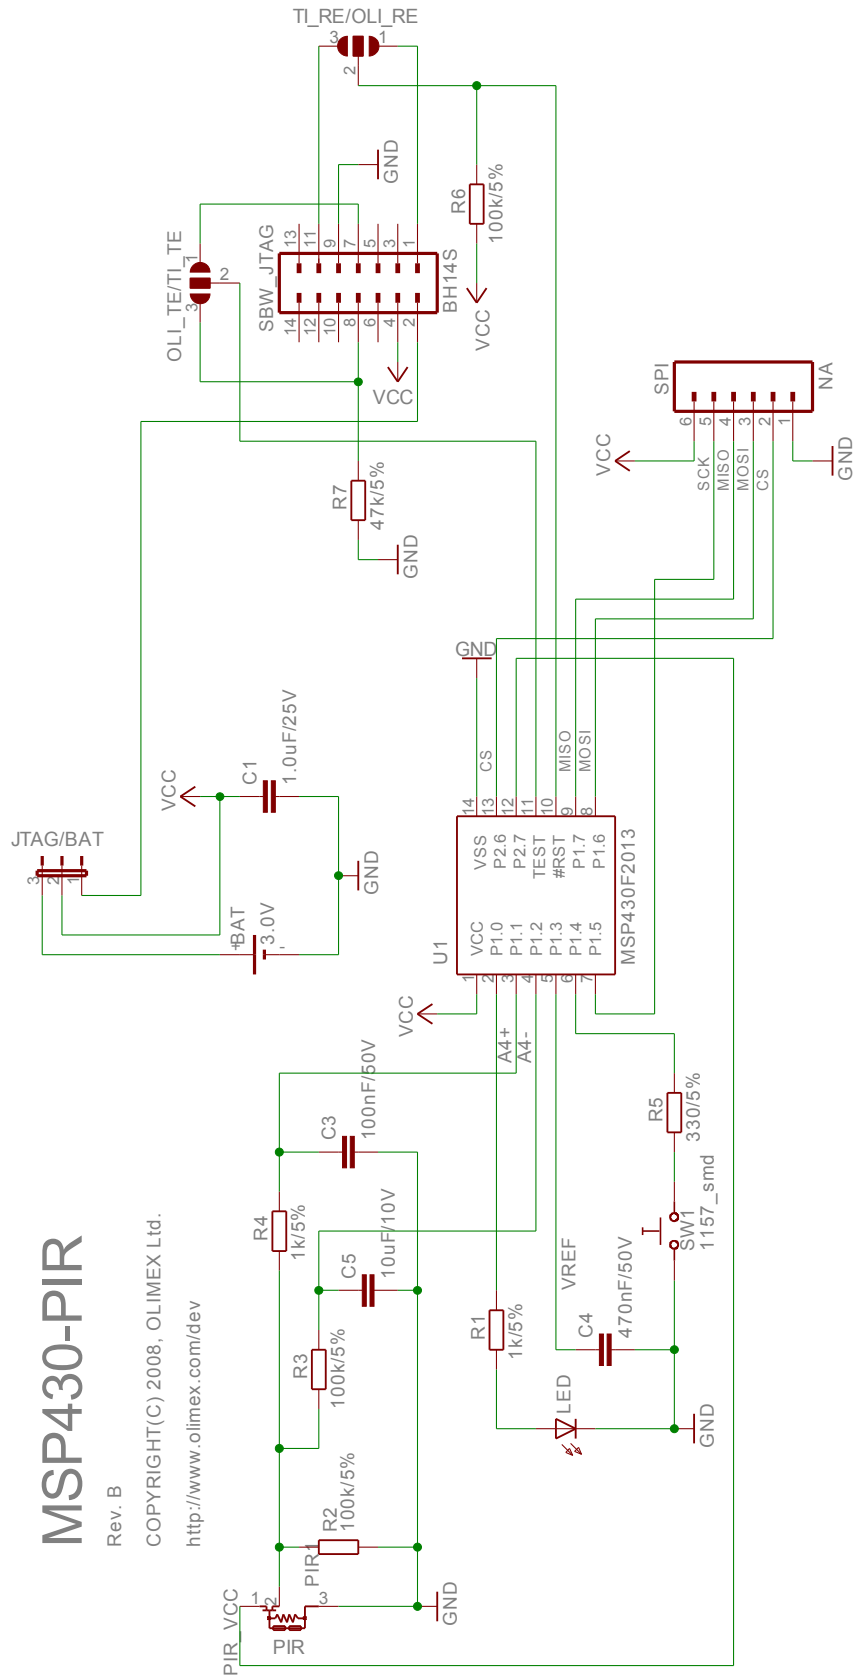 TI_RE/OLI_RE
3
1
2
GND
OLI_TE/TI_TE
1
2
3
R6
100k/5%
VCC
SBW_JTAG
13
11
9
7
5
3
1
14
12
10
8
6
4
2
BH14S
VCC
R7
47k/5%
GND
SPI
NA
6
5
4
3
2
1
VCC
SCK
MISO
MOSI
CS
GND
JTAG/BAT
3
2
1
VCC
C1
1.0uF/25V
GND
+
BAT
3.0V
-
GND
CS
MISO
MOSI
14
13
12
11
10
9
8
VSS
P2.6
P2.7
TEST
#RST
P1.7
P1.6
U1
VCC
P1.0
P1.1
P1.2
P1.3
P1.4
P1.5
MSP430F2013
1
2
3
4
5
6
7
VCC
A4+
A4-
C3
100nF/50V
R4
1k/5%
C5
10uF/10V
R3
100k/5%
R2
100k/5%
PIR1
PIR_VCC
1
2
3
PIR
GND
R1
1k/5%
LED
VREF
C4
470nF/50V
R5
330/5%
SW1
1157_smd
GND
MSP430-PIR
Rev. B
COPYRIGHT(C) 2008, OLIMEX Ltd.
http://www.olimex.com/dev